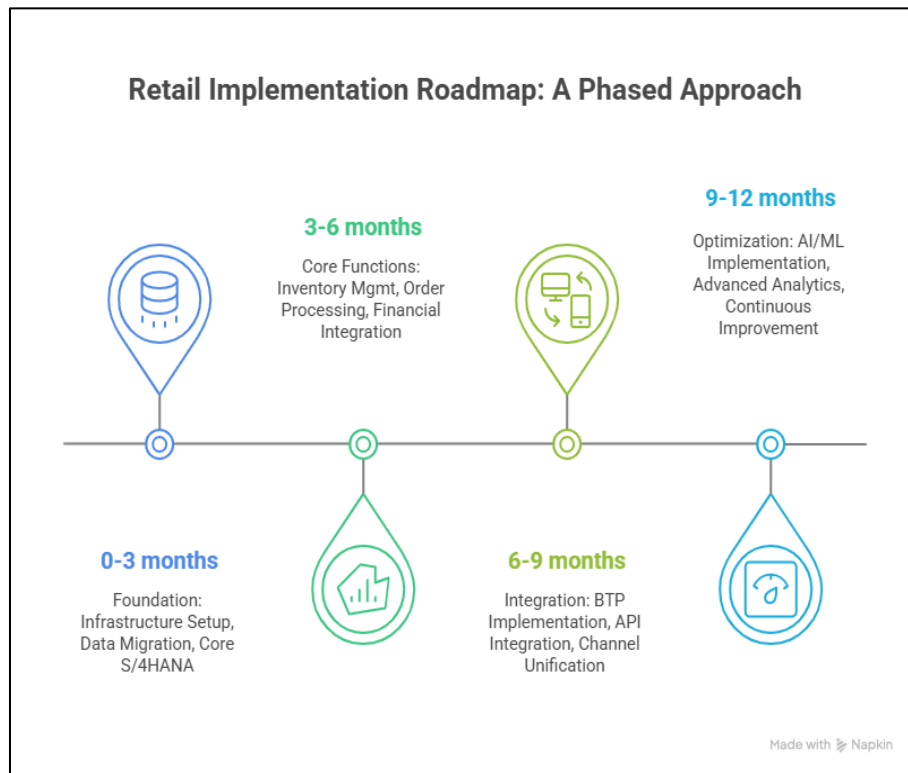 Retail Implementation Roadmap: A Phased Approach
0-3 months
Foundation:
Infrastructure Setup,
Data Migration, Core
S/4HANA
3-6 months
Core Functions:
Inventory Mgmt, Order
Processing, Financial
Integration
6-9 months
Integration: BTP
Implementation, API
Integration, Channel
Unification
9-12 months
Optimization: AI/ML
Implementation,
Advanced Analytics,
Continuous
Improvement
Made with Napkin